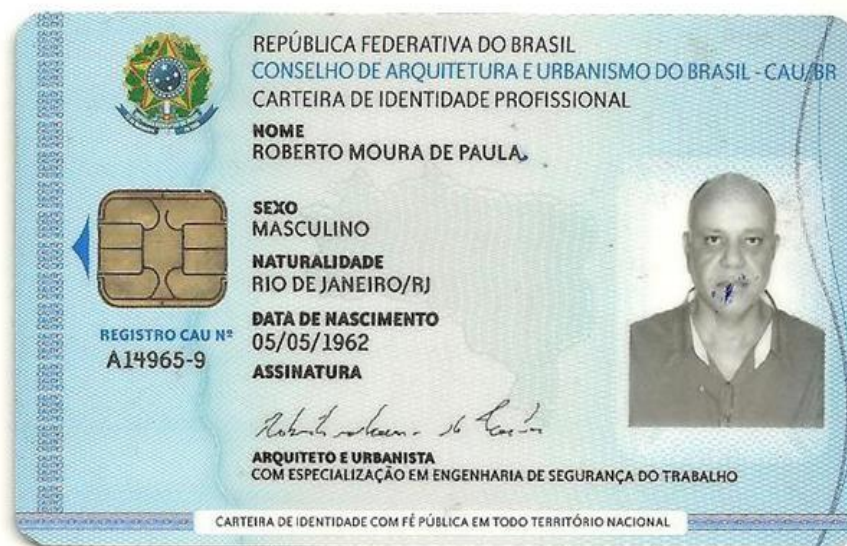 REPÚBLICA FEDERATIVA DO BRASIL
CONSELHO DE ARQUITETURA E URBANISMO DO BRASIL - CAU/BR
CARTEIRA DE IDENTIDADE PROFISSIONAL
NOME
ROBERTO MOURA DE PAULA
SEXO
MASCULINO
NATURALIDADE
RIO DE JANEIRO/RJ
REGISTRO CAU Nº
A14965-9
DATA DE NASCIMENTO
05/05/1962
ASSINATURA
ARQUITETO E URBANISTA
COM ESPECIALIZAÇÃO EM ENGENHARIA DE SEGURANÇA DO TRABALHO
CARTEIRA DE IDENTIDADE COM FÉ PÚBLICA EM TODO TERRITÓRIO NACIONAL